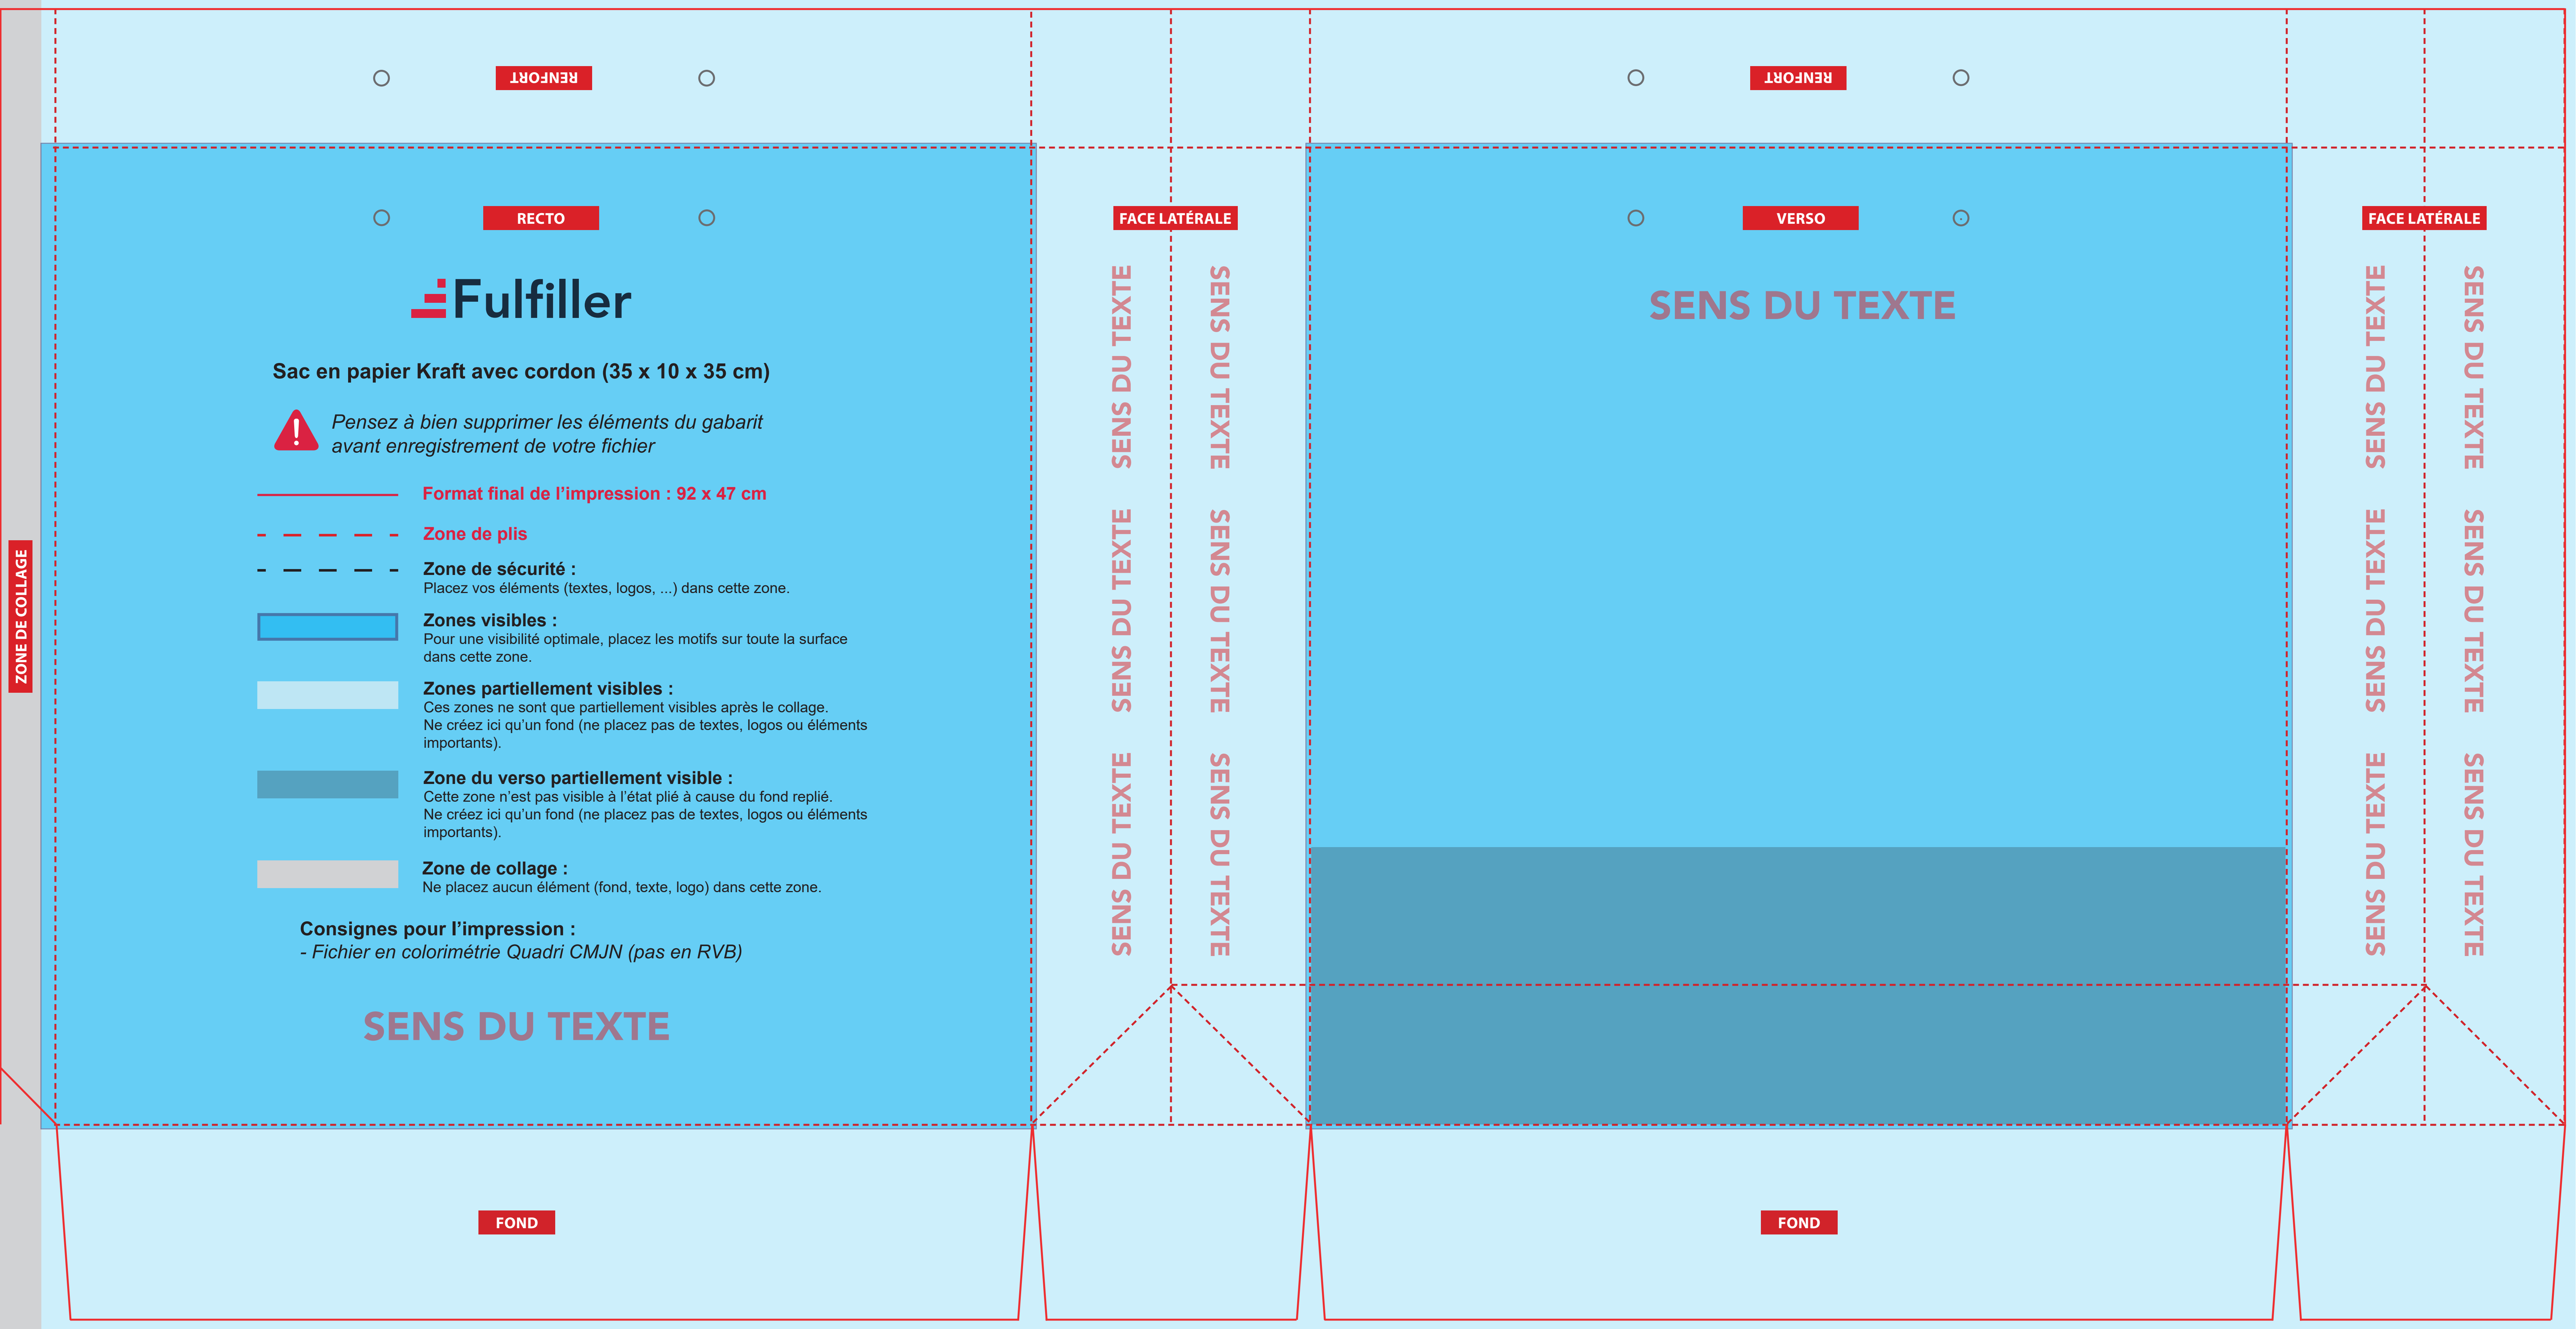 RENFORT
RENFORT
RECTO
FACE LATÉRALE
VERSO
FACE LATÉRALE
Fulfiller
Sac en papier Kraft avec cordon (35 x 10 x 35 cm)
Pensez à bien supprimer les éléments du gabarit
avant enregistrement de votre fichier
Format final de l’impression : 92 x 47 cm
Zone de plis
Zone de sécurité :
Placez vos éléments (textes, logos, ...) dans cette zone.
Zones visibles :
Pour une visibilité optimale, placez les motifs sur toute la surface
dans cette zone.
Zones partiellement visibles :
Ces zones ne sont que partiellement visibles après le collage.
Ne créez ici qu’un fond (ne placez pas de textes, logos ou éléments
importants).
Zone du verso partiellement visible :
Cette zone n’est pas visible à l’état plié à cause du fond replié.
Ne créez ici qu’un fond (ne placez pas de textes, logos ou éléments
importants).
Zone de collage :
Ne placez aucun élément (fond, texte, logo) dans cette zone.
Consignes pour l’impression :
- Fichier en colorimétrie Quadri CMJN (pas en RVB)
SENS DU TEXTE
ZONE DE COLLAGE
SENS DU TEXTE SENS DU TEXTE SENS DU TEXTE
SENS DU TEXTE SENS DU TEXTE SENS DU TEXTE
SENS DU TEXTE
SENS DU TEXTE SENS DU TEXTE SENS DU TEXTE
SENS DU TEXTE SENS DU TEXTE SENS DU TEXTE
FOND
FOND